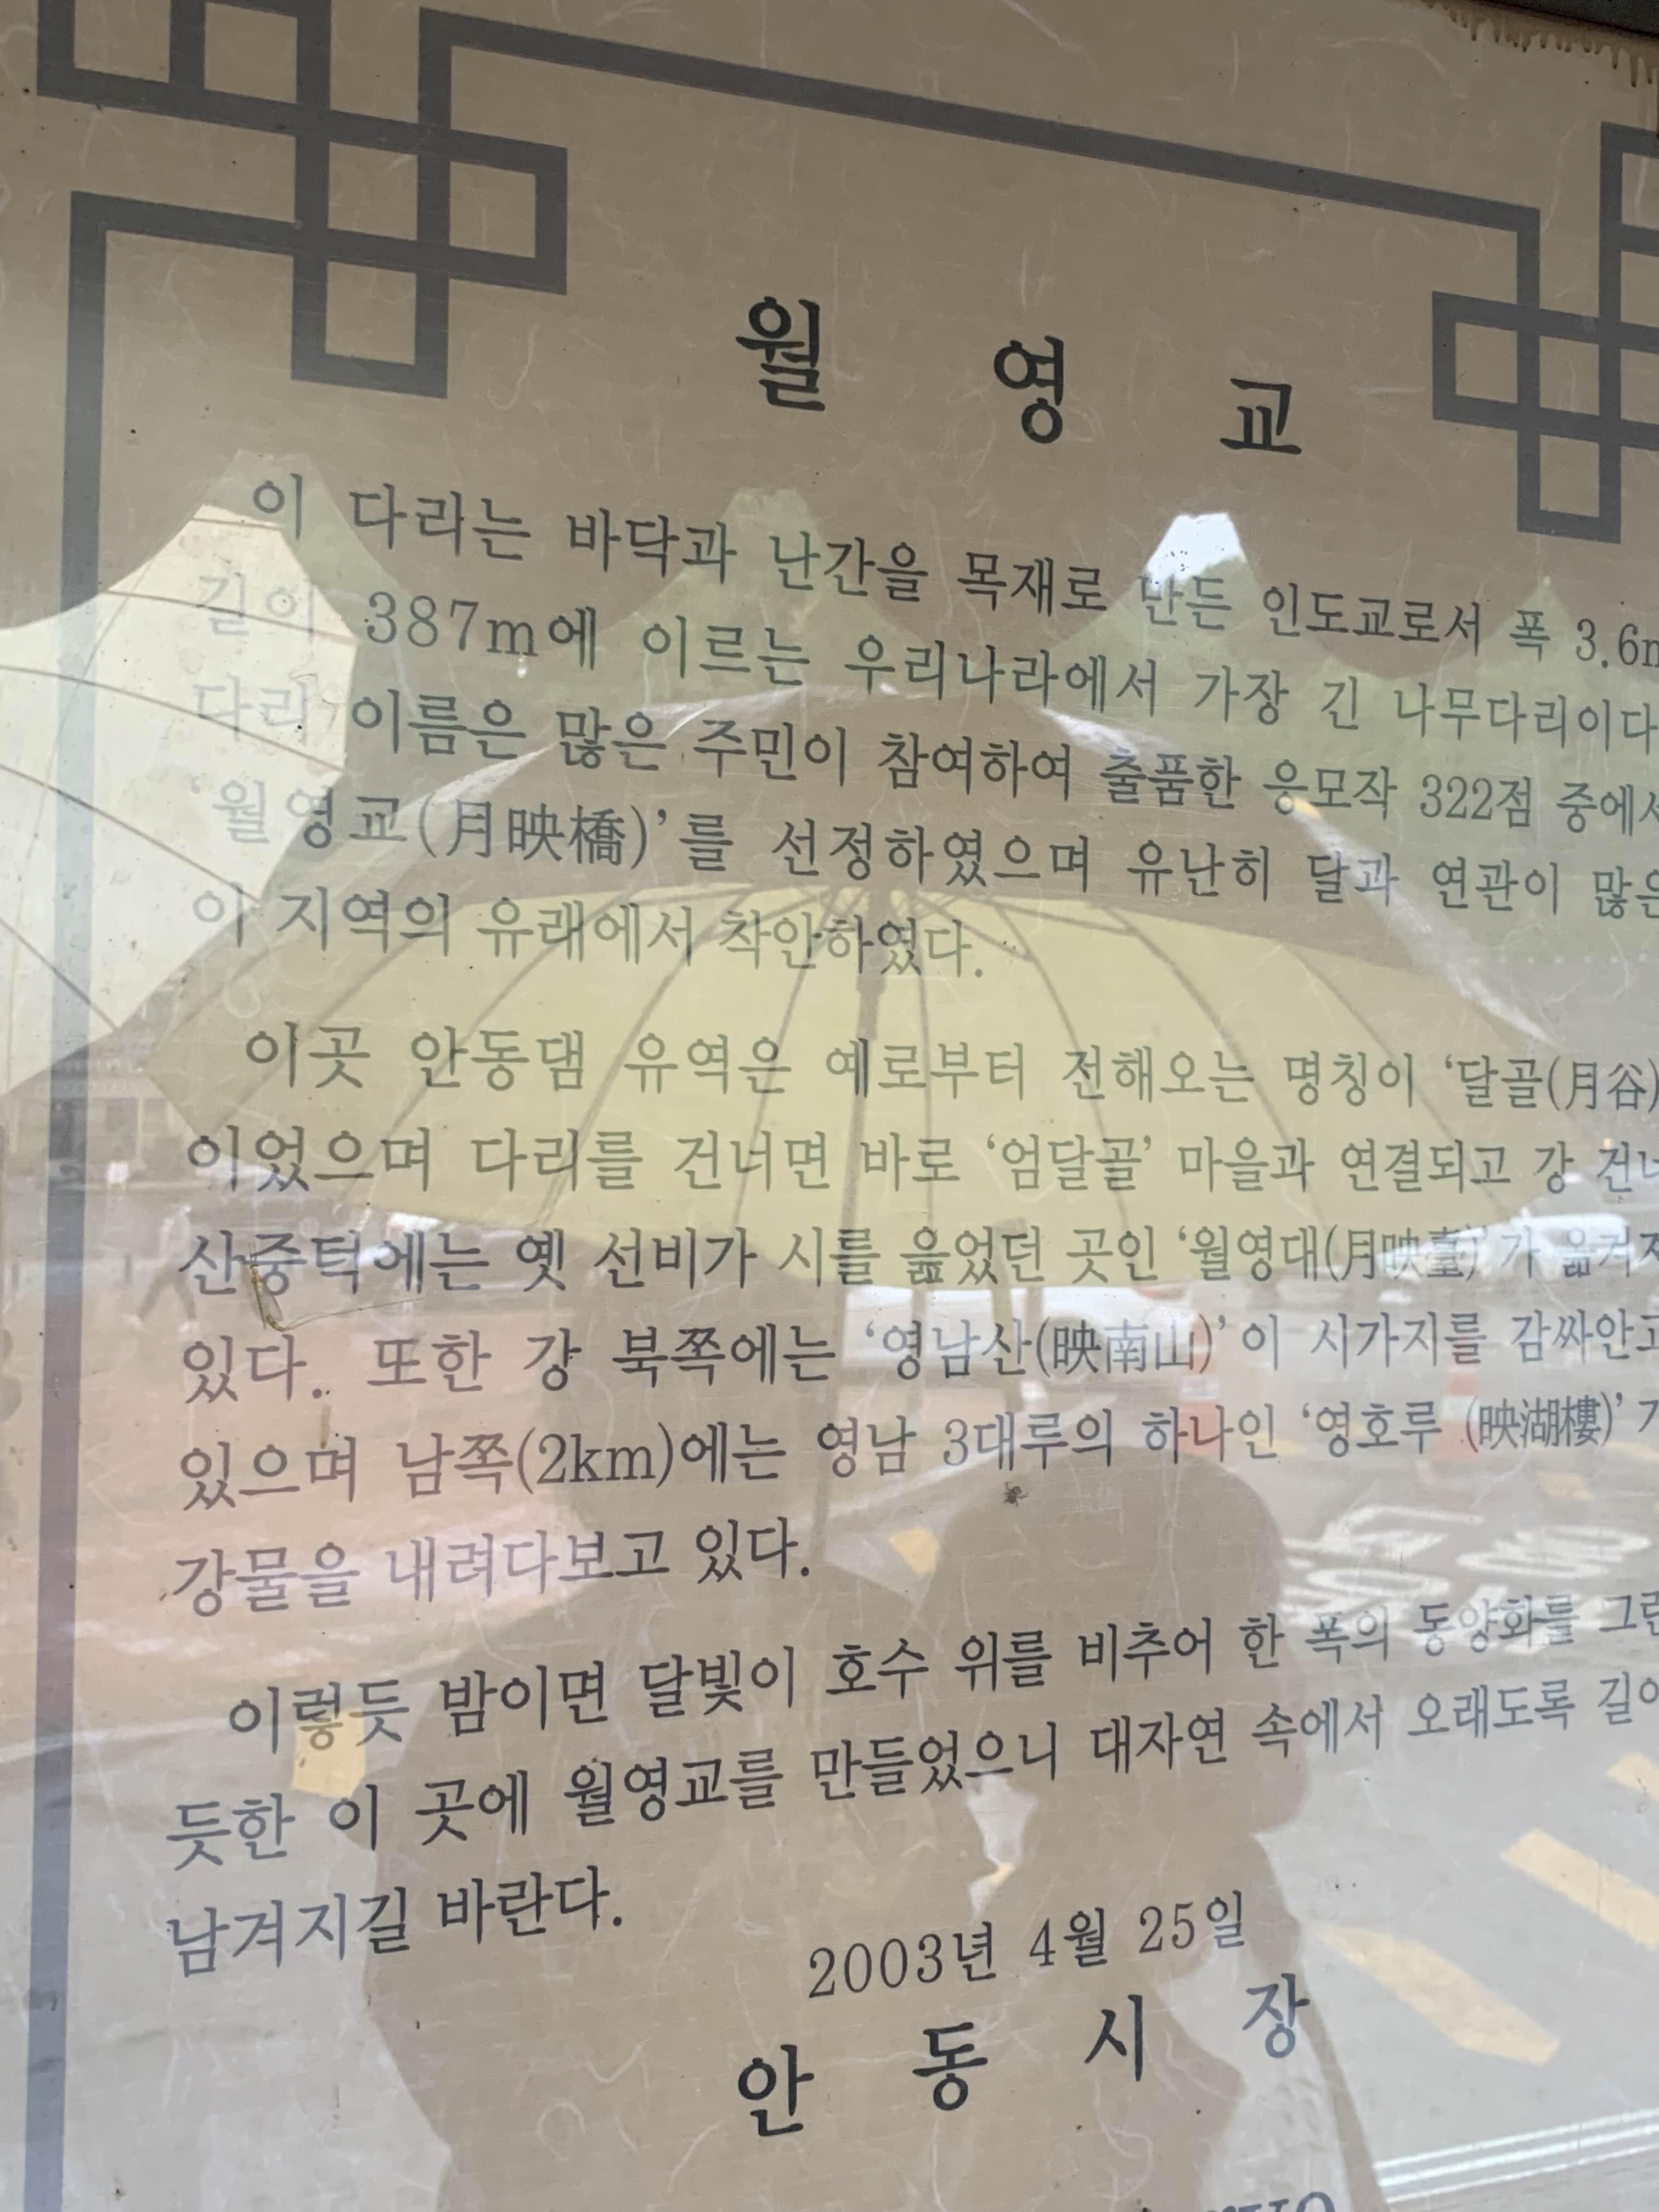 월 영 교
이 다리는 바닥과 난간을 목재로 만든 인도교로서 폭 3.6m
길이 387m에 이르는 우리나라에서 가장 긴 나무다리이다
다리 이름은 많은 주민이 참여하여 출품한 응모작 322점 중에서
‘월영교(月映橋)’를 선정하였으며 유난히 달과 연관이 많은
이 지역의 유래에서 착안하였다.
이곳 안동댐 유역은 예로부터 전해오는 명칭이 ‘달골(月谷)
이었으며 다리를 건너면 바로 ‘엄달골’ 마을과 연결되고 강 건너
산중턱에는 옛 선비가 시를 읊었던 곳인 ‘월영대(月映臺)’가 옮겨져
있다. 또한 강 북쪽에는 ‘영남산(映南山)’이 시가지를 감싸안고
있으며 남쪽(2km)에는 영남 3대루의 하나인 ‘영호루 (映湖樓)’가
강물을 내려다보고 있다.
이렇듯 밤이면 달빛이 호수 위를 비추어 한 폭의 동양화를 그린
듯한 이 곳에 월영교를 만들었으니 대자연 속에서 오래도록 길이
남겨지길 바란다.
2003년 4월 25일
안 동 시 장